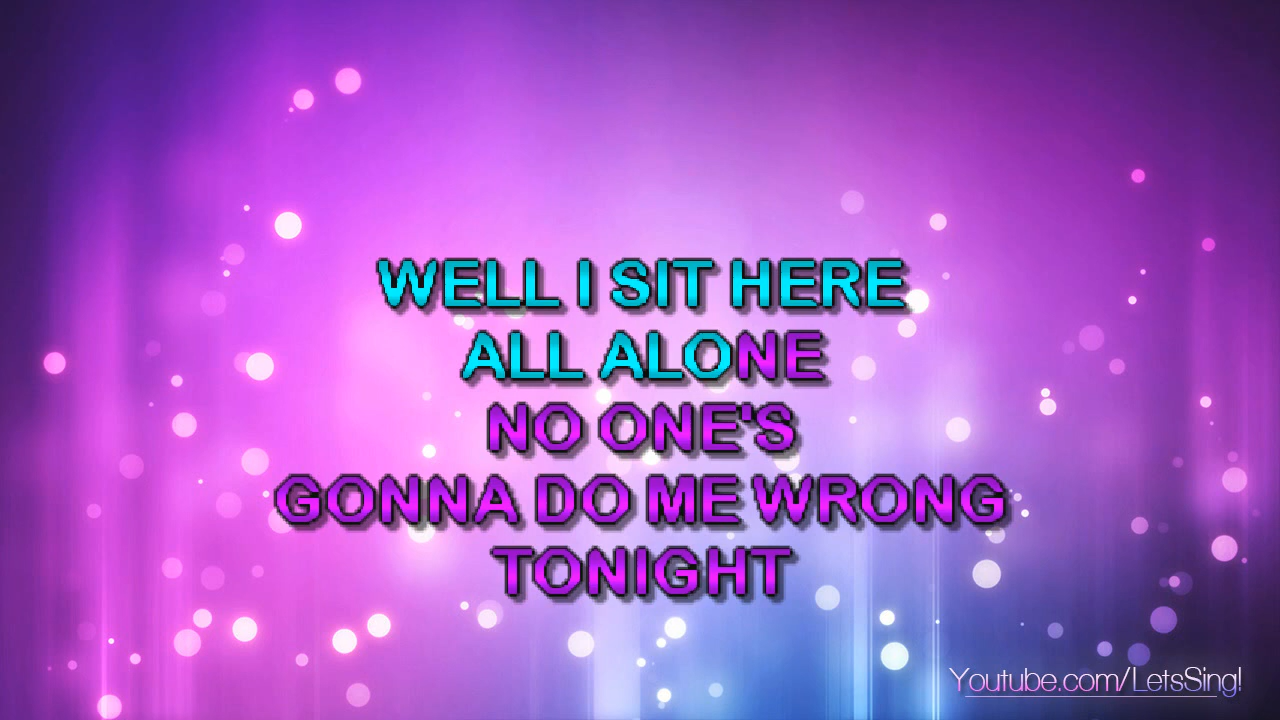 WELL I SIT HERE
ALL ALONE
NO ONE'S
GONNA DO ME WRONG
TONIGHT
Youtube.com/LetsSing!